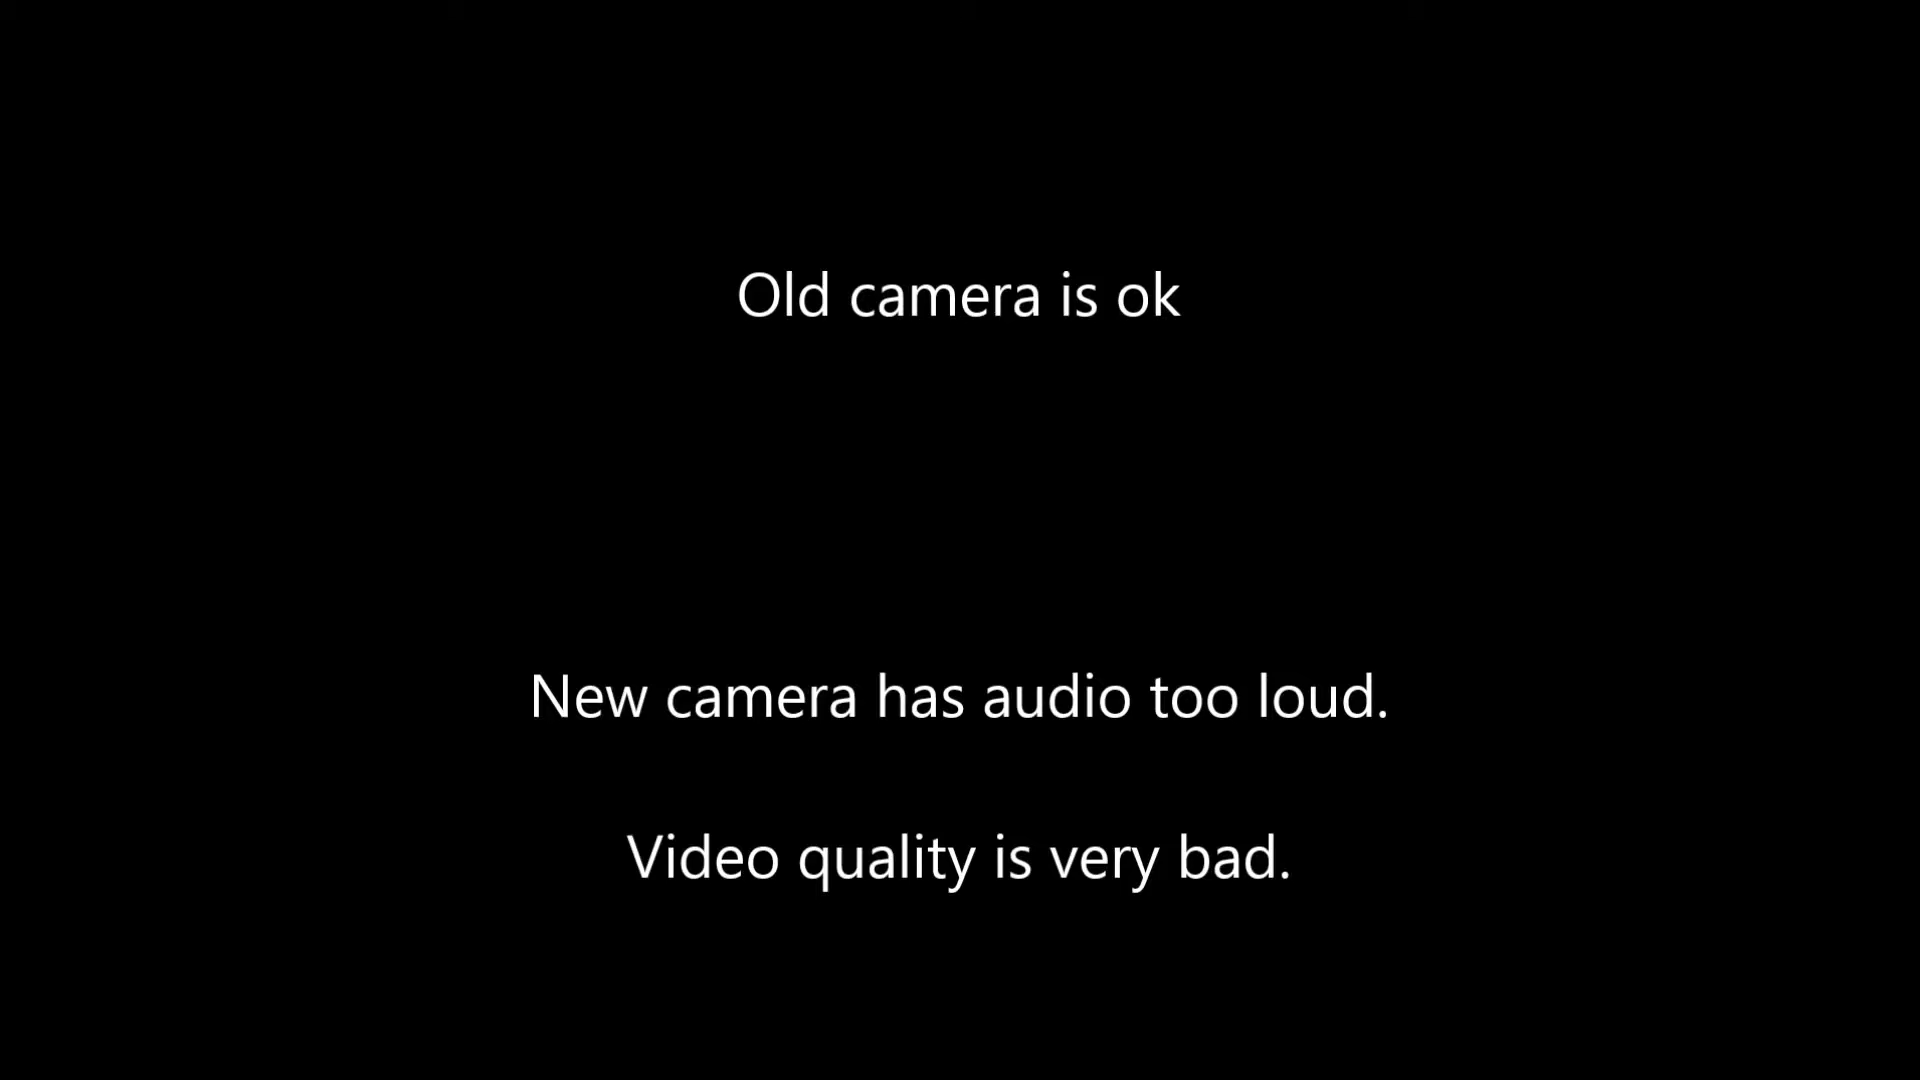 Old camera is ok
New camera has audio too loud.
Video quality is very bad.